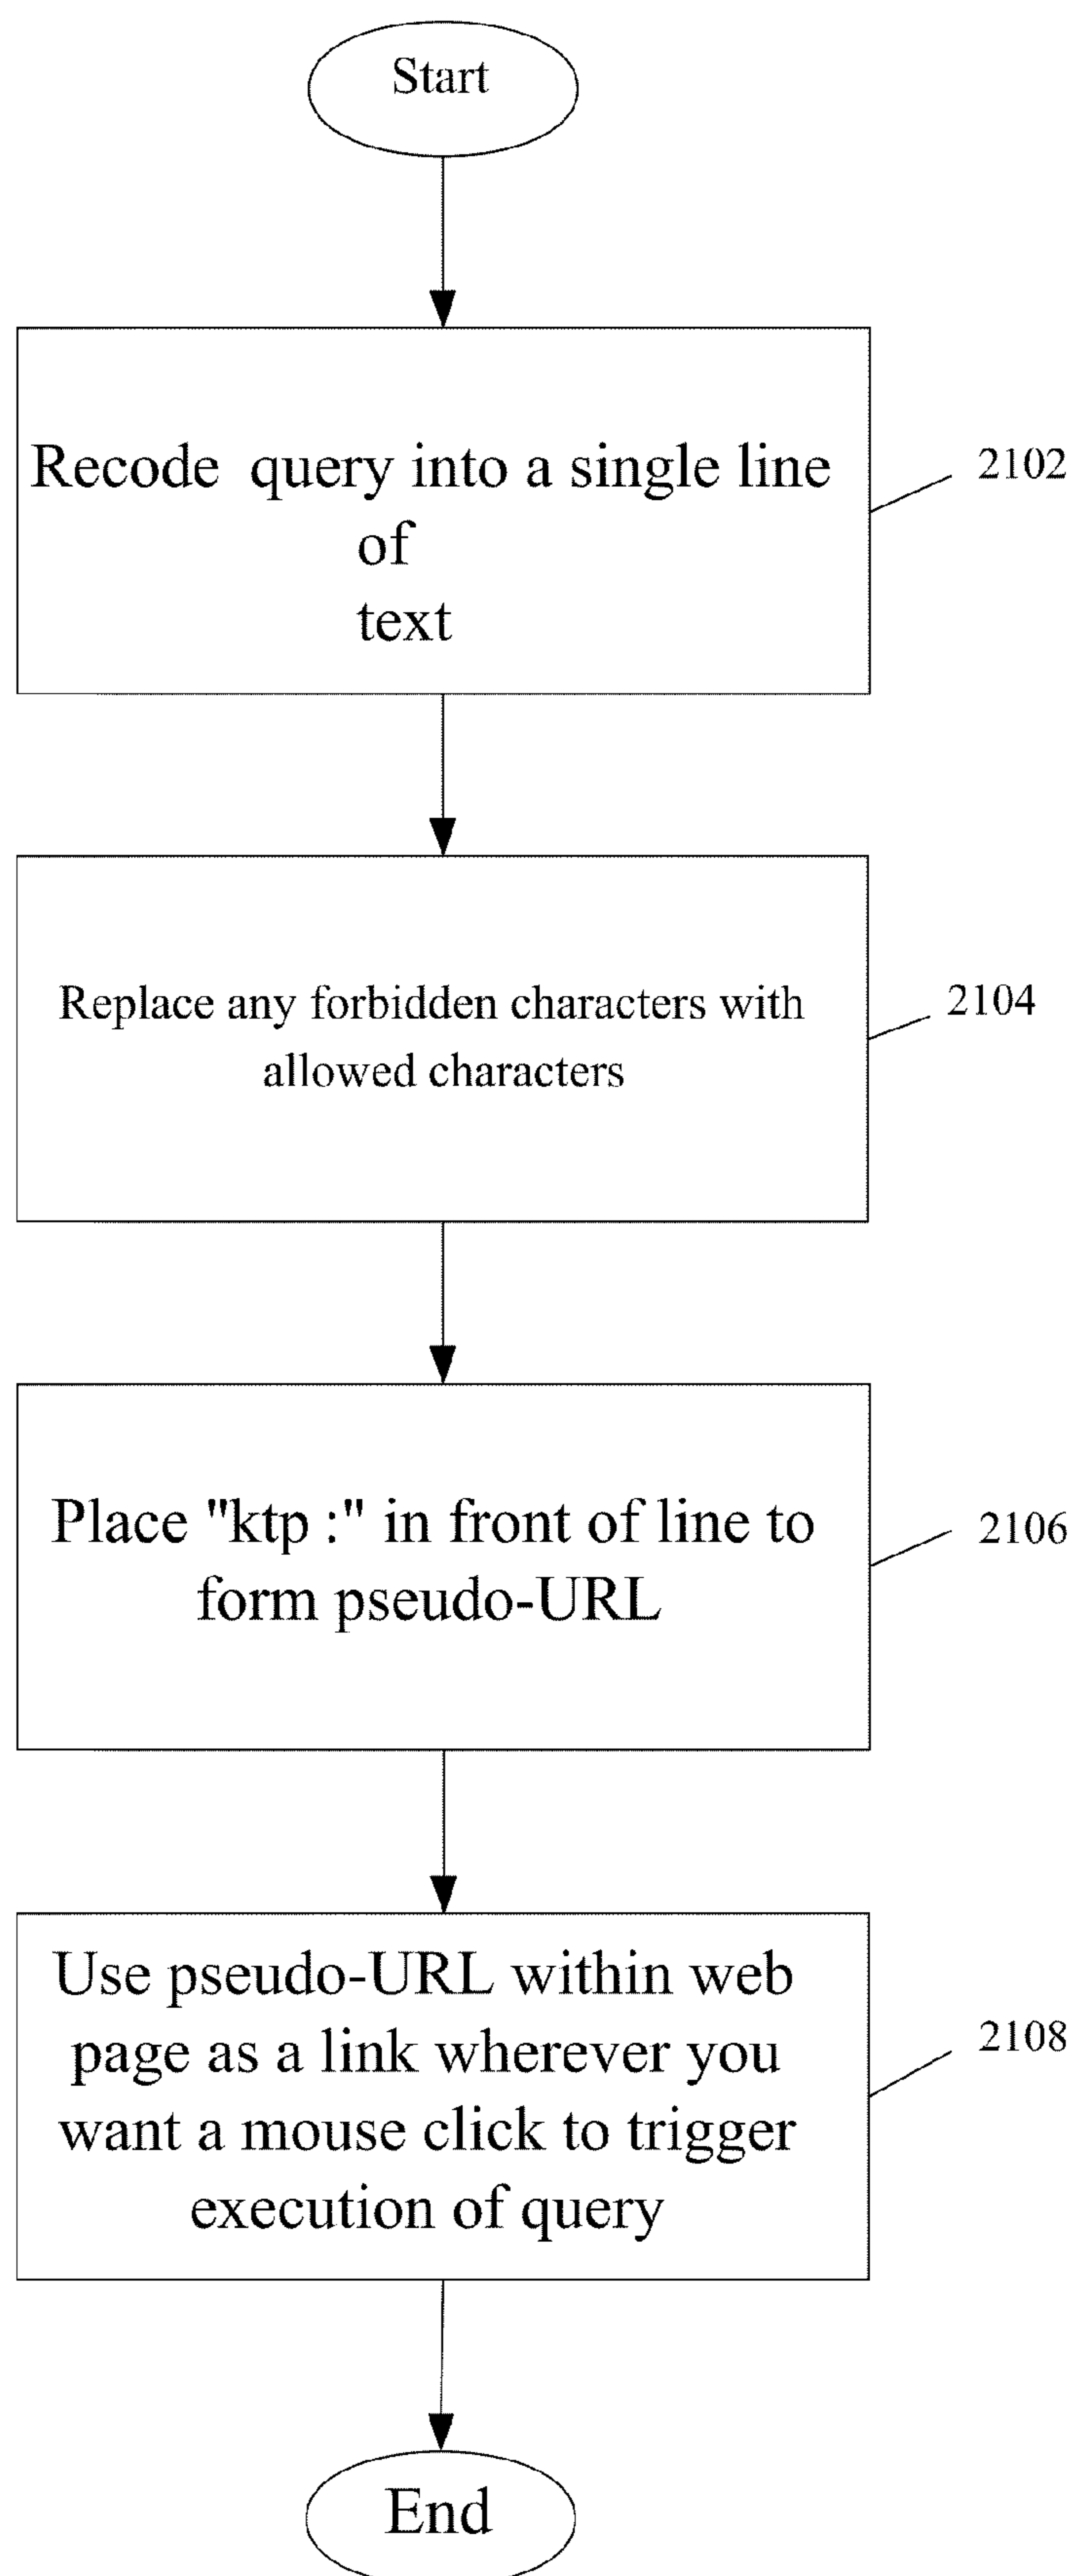 Start
Recode  query into a single line
of
text
2102
Replace any forbidden characters with
allowed characters
2104
Place "ktp :" in front of line to
form pseudo-URL
2106
Use pseudo-URL within web
page as a link wherever you
want a mouse click to trigger
execution of query
2108
End